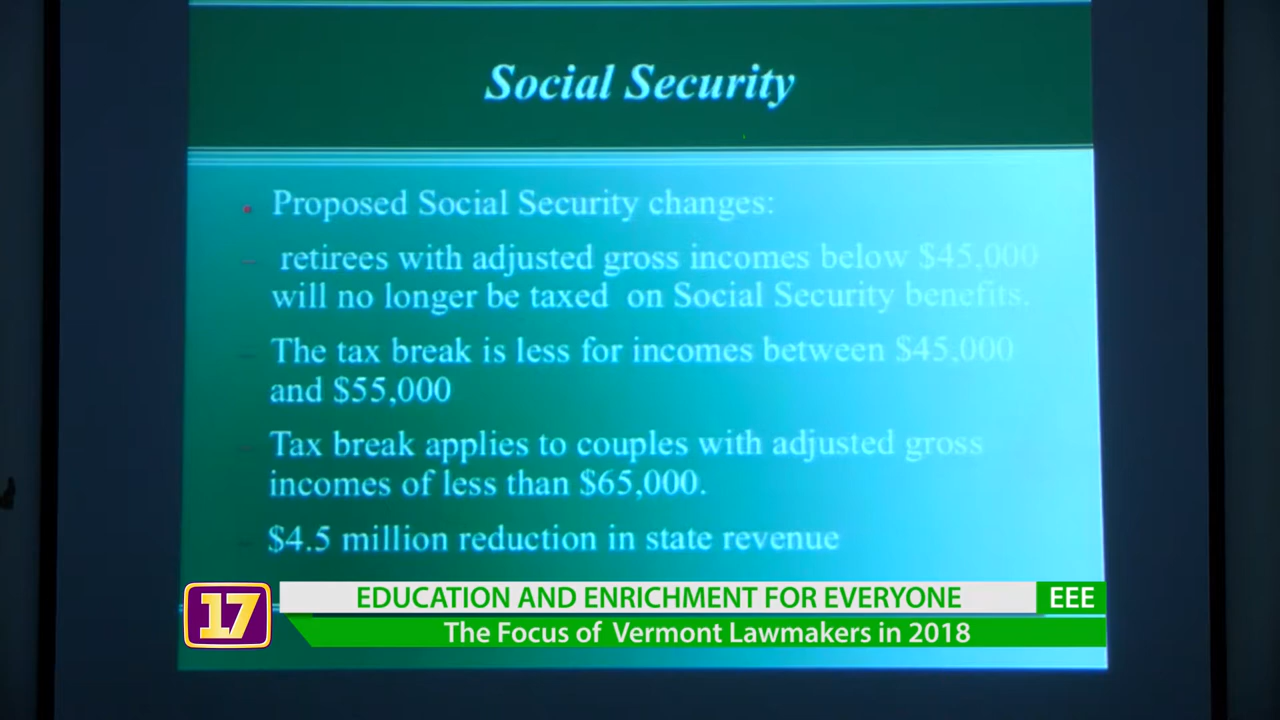 Social Security
Proposed Social Security changes:
retirees with adjusted gross incomes below $45,000
will no longer be taxed on Social Security benefits.
The tax break is less for incomes between $45,000
and $55,000
Tax break applies to couples with adjusted gross
incomes of less than $65,000.
$4.5 million reduction in state revenue
17
EDUCATION AND ENRICHMENT FOR EVERYONE
EEE
The Focus of Vermont Lawmakers in 2018